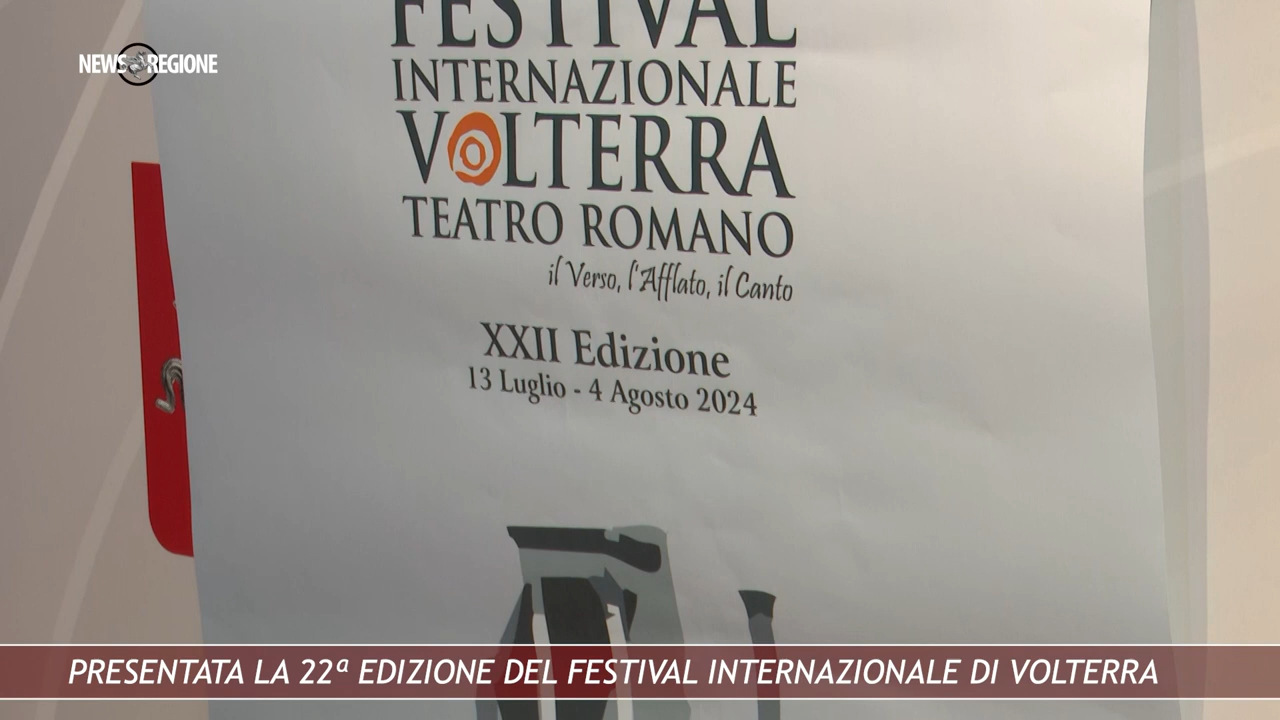 NEWS REGIONE
FESTIVAL
INTERNAZIONALE
VOLTERRA
TEATRO ROMANO
il Verso, l'Afflato, il Canto
XXII Edizione
13 Luglio - 4 Agosto 2024
PRESENTATA LA 22ª EDIZIONE DEL FESTIVAL INTERNAZIONALE DI VOLTERRA